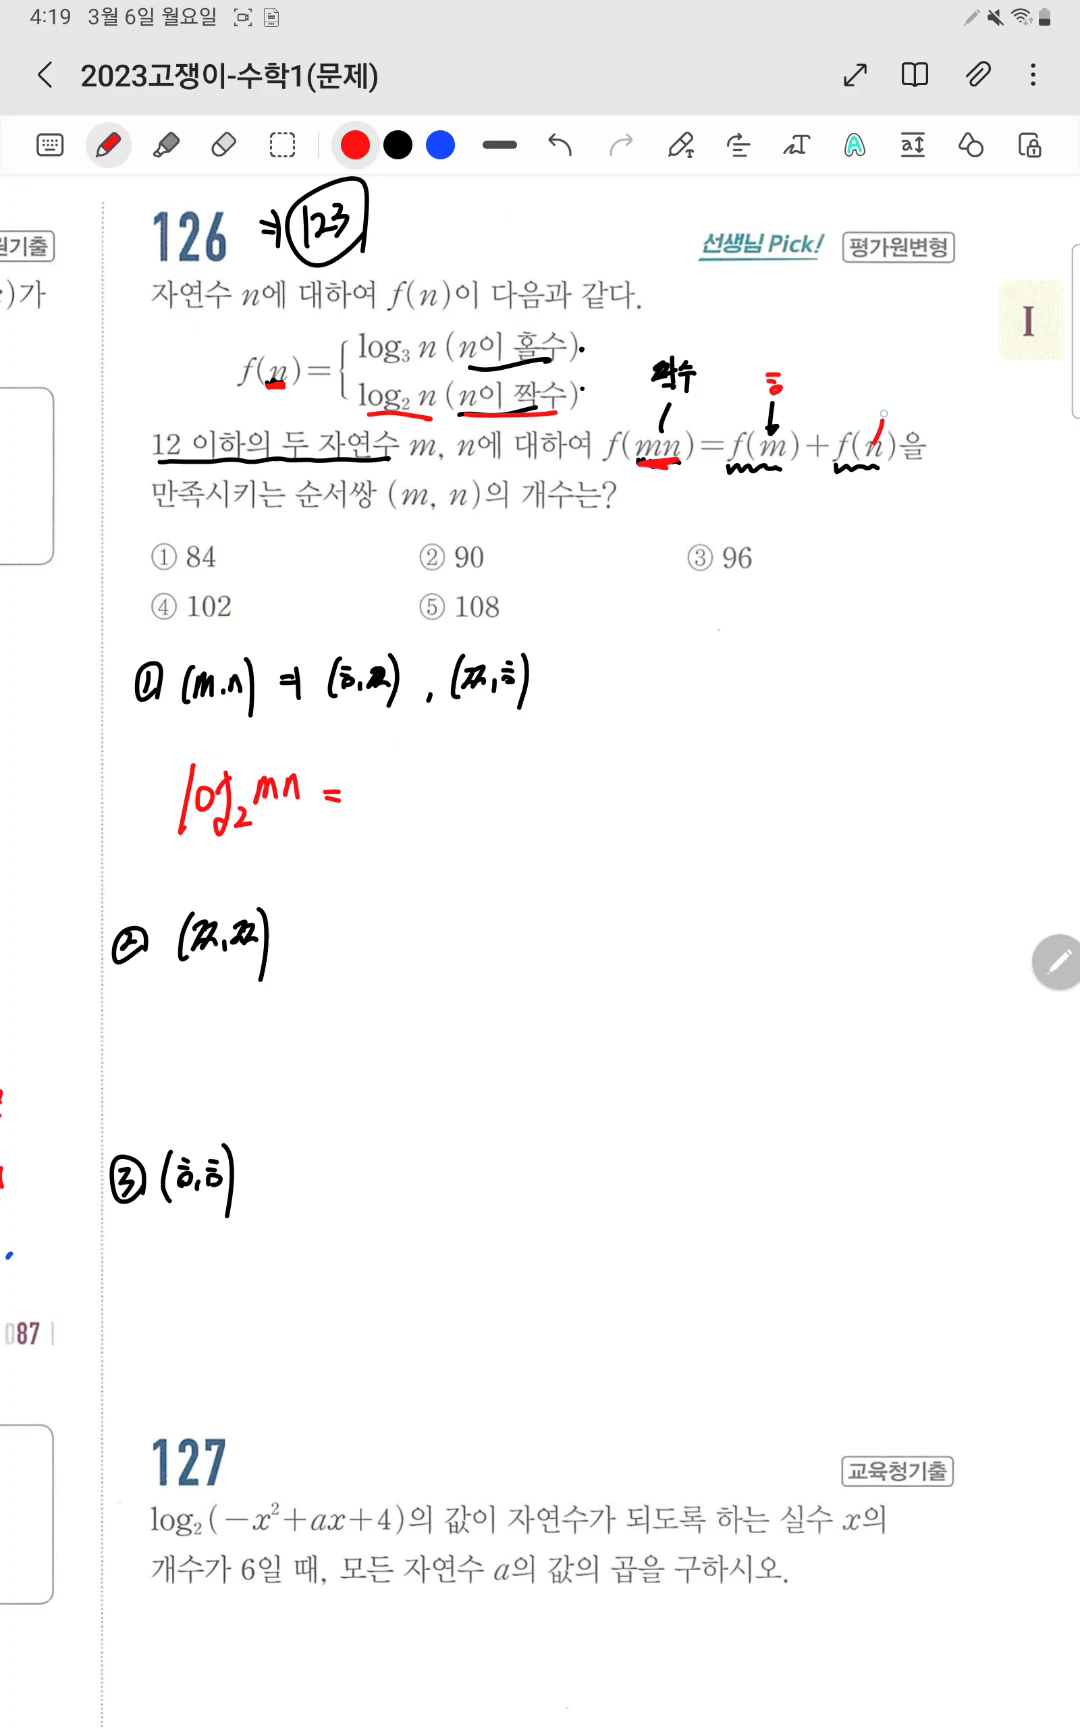 4:19 3월 6일 월요일
2023고쟁이-수학1(문제)
원기출
126 ⇒ 123
선생님 Pick! 평가원변형
)가
자연수 n에 대하여 f(n)이 다음과 같다.
I
f(n)={ log₃ n (n이 홀수)
log₂ n (n이 짝수)
짝수 홀
12 이하의 두 자연수 m, n에 대하여 f(mn)=f(m)+f(n)을
만족시키는 순서쌍 (m, n)의 개수는?
① 84 ② 90 ③ 96
④ 102 ⑤ 108
① (m.n) ⇒ (홀,짝), (짝,홀)
log₂ mn =
② (짝,짝)
③ (홀,홀)
087
127
교육청기출
log₂(−x²+ax+4)의 값이 자연수가 되도록 하는 실수 x의
개수가 6일 때, 모든 자연수 a의 값의 곱을 구하시오.